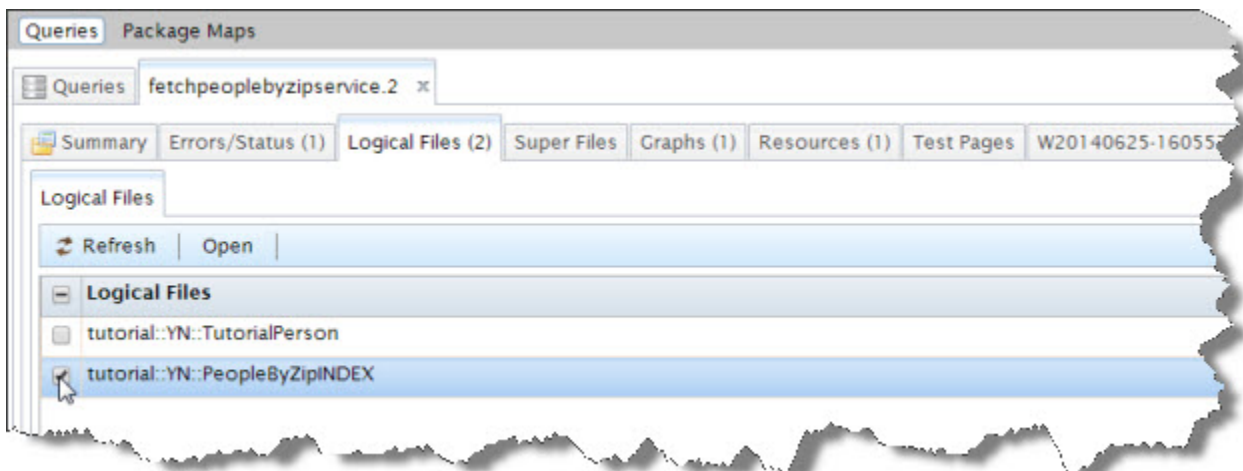 Queries Package Maps
Queries fetchpeoplebyzipservice.2 x
Summary Errors/Status (1) Logical Files (2) Super Files Graphs (1) Resources (1) Test Pages
Logical Files
Refresh Open
Logical Files
tutorial::YN::TutorialPerson
tutorial::YN::PeopleByZipINDEX